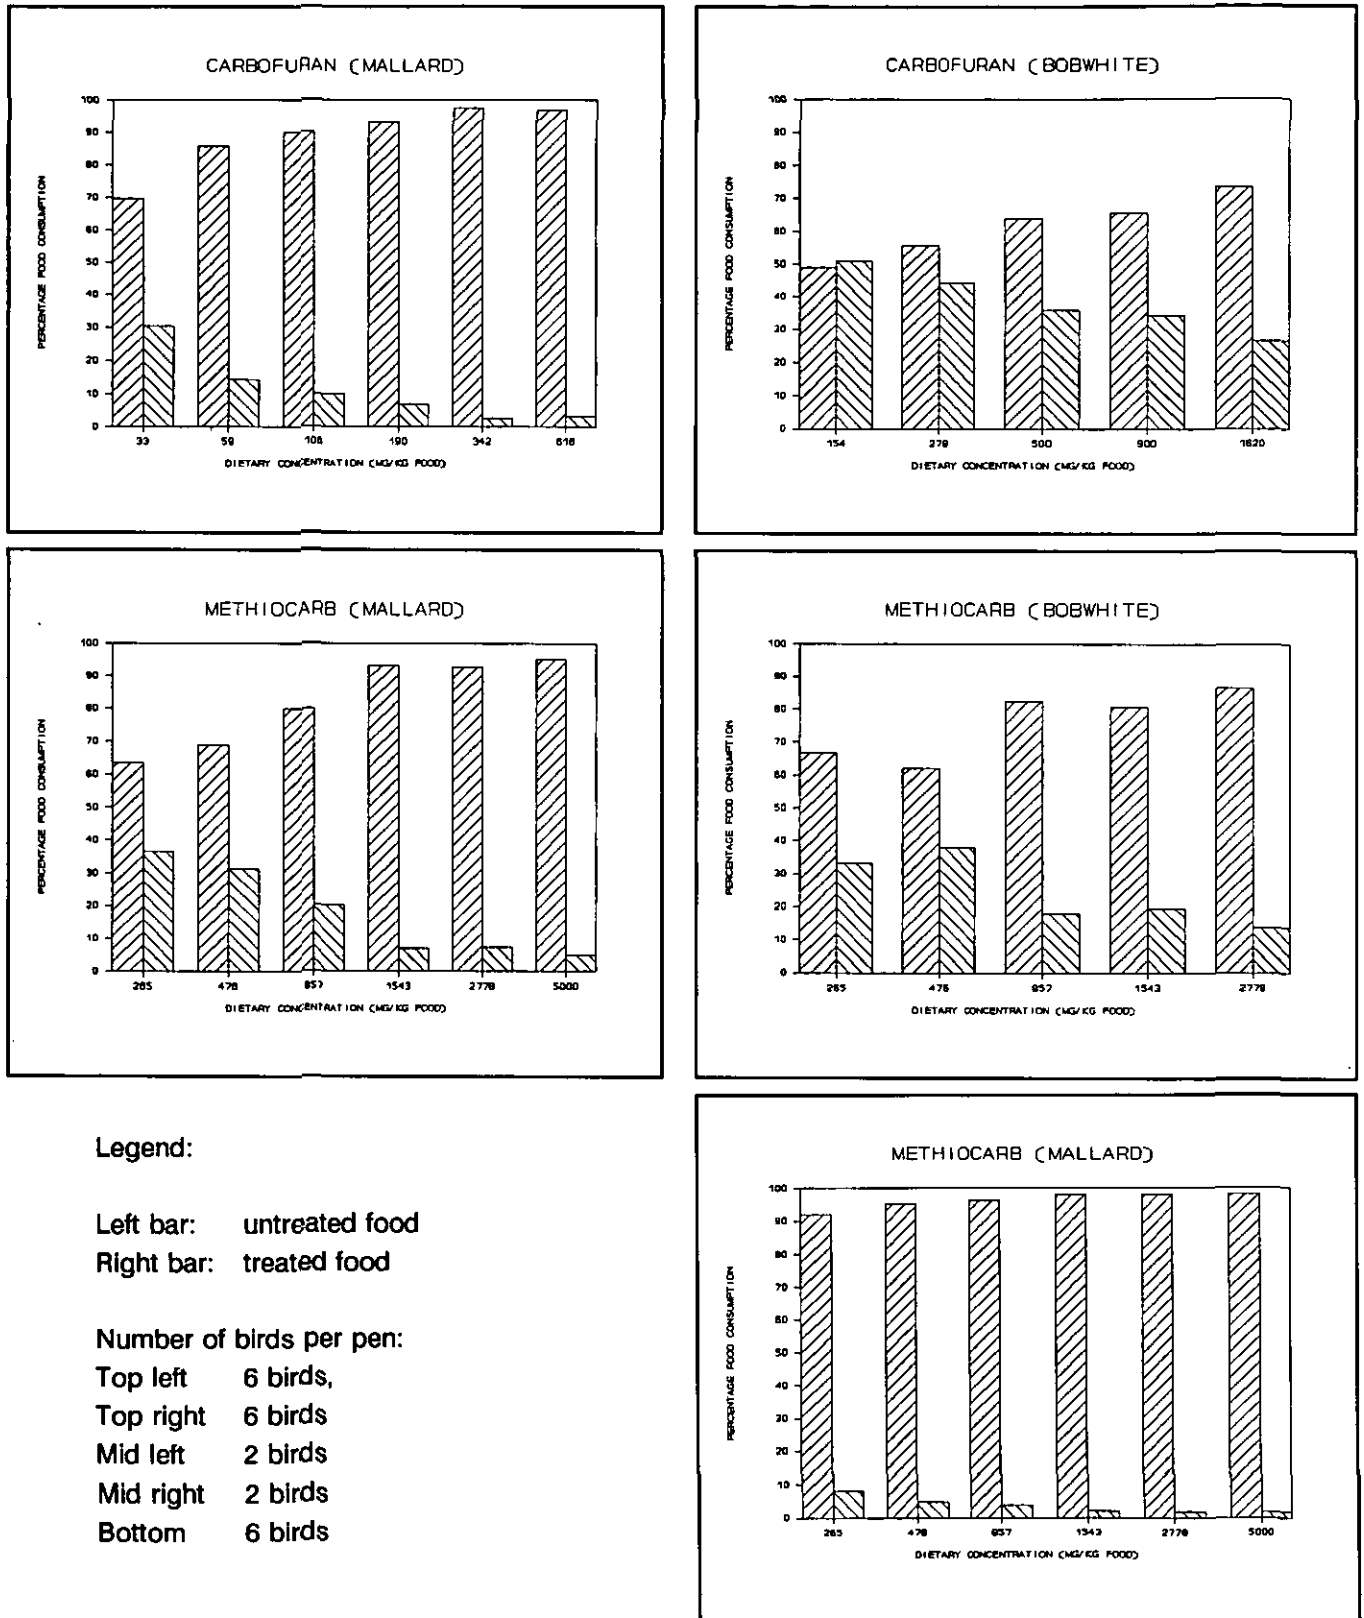 CARBOFURAN (MALLARD)
PERCENTAGE FOOD CONSUMPTION
100
90
80
70
60
50
40
30
20
10
0
33 59 106 190 342 616
DIETARY CONCENTRATION (MG/KG FOOD)
CARBOFURAN (BOBWHITE)
PERCENTAGE FOOD CONSUMPTION
100
90
80
70
60
50
40
30
20
10
0
154 278 500 900 1620
DIETARY CONCENTRATION (MG/KG FOOD)
METHIOCARB (MALLARD)
PERCENTAGE FOOD CONSUMPTION
100
90
80
70
60
50
40
30
20
10
0
265 476 857 1543 2778 5000
DIETARY CONCENTRATION (MG/KG FOOD)
METHIOCARB (BOBWHITE)
PERCENTAGE FOOD CONSUMPTION
100
90
80
70
60
50
40
30
20
10
0
265 476 857 1543 2778
DIETARY CONCENTRATION (MG/KG FOOD)
Legend:
Left bar: untreated food
Right bar: treated food
Number of birds per pen:
Top left 6 birds,
Top right 6 birds
Mid left 2 birds
Mid right 2 birds
Bottom 6 birds
METHIOCARB (MALLARD)
PERCENTAGE FOOD CONSUMPTION
100
90
80
70
60
50
40
30
20
10
0
265 476 857 1543 2778 5000
DIETARY CONCENTRATION (MG/KG FOOD)